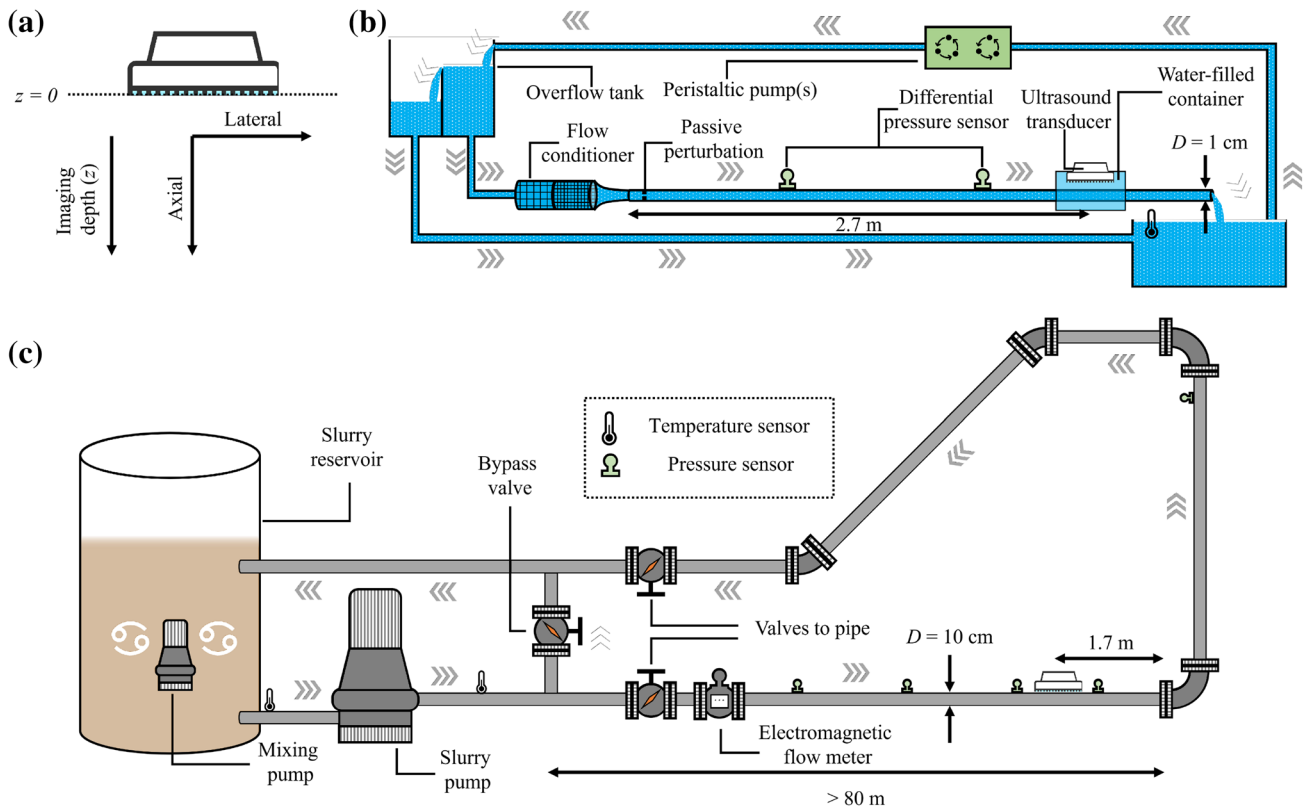 (a)
z = 0
Lateral
Imaging
depth (z)
Axial
(b)
Overflow tank
Peristaltic pump(s)
Differential
pressure sensor
Ultrasound
transducer
Water-filled
container
Flow
conditioner
Passive
perturbation
D = 1 cm
2.7 m
(c)
Slurry
reservoir
Bypass
valve
Temperature sensor
Pressure sensor
Valves to pipe
D = 10 cm
1.7 m
Mixing
pump
Slurry
pump
Electromagnetic
flow meter
> 80 m